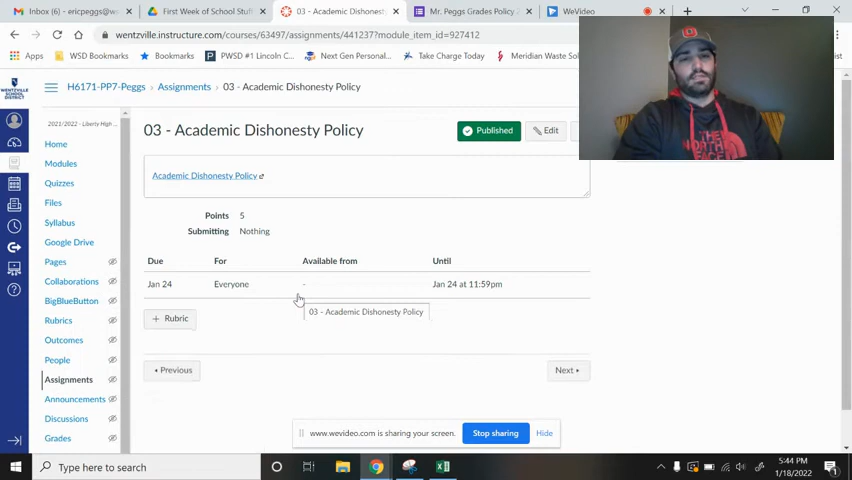 Inbox (6) - ericpeggs@
First Week of School Stuf
03 - Academic Dishonest
Mr. Peggs Grades Policy
WeVideo
wentzville.instructure.com/courses/63497/assignments/441237?module_item_id=927412
Apps
WSD Bookmarks
Bookmarks
PWSD #1 Lincoln C...
Next Gen Personal...
Take Charge Today
Meridian Waste Sol...
WENTZVILLE
SCHOOL
DISTRICT
H6171-PP7-Peggs > Assignments > 03 - Academic Dishonesty Policy
2021/2022 - Liberty High ...
Home
Modules
Quizzes
Files
Syllabus
Google Drive
Pages
Collaborations
BigBlueButton
Rubrics
Outcomes
People
Assignments
Announcements
Discussions
Grades
03 - Academic Dishonesty Policy
Published
Edit
Academic Dishonesty Policy
Points 5
Submitting Nothing
Due For Available from Until
Jan 24 Everyone - Jan 24 at 11:59pm
03 - Academic Dishonesty Policy
+ Rubric
Previous
Next
THE
NORTH
FACE
www.wevideo.com is sharing your screen.
Stop sharing
Hide
Type here to search
5:44 PM
1/18/2022